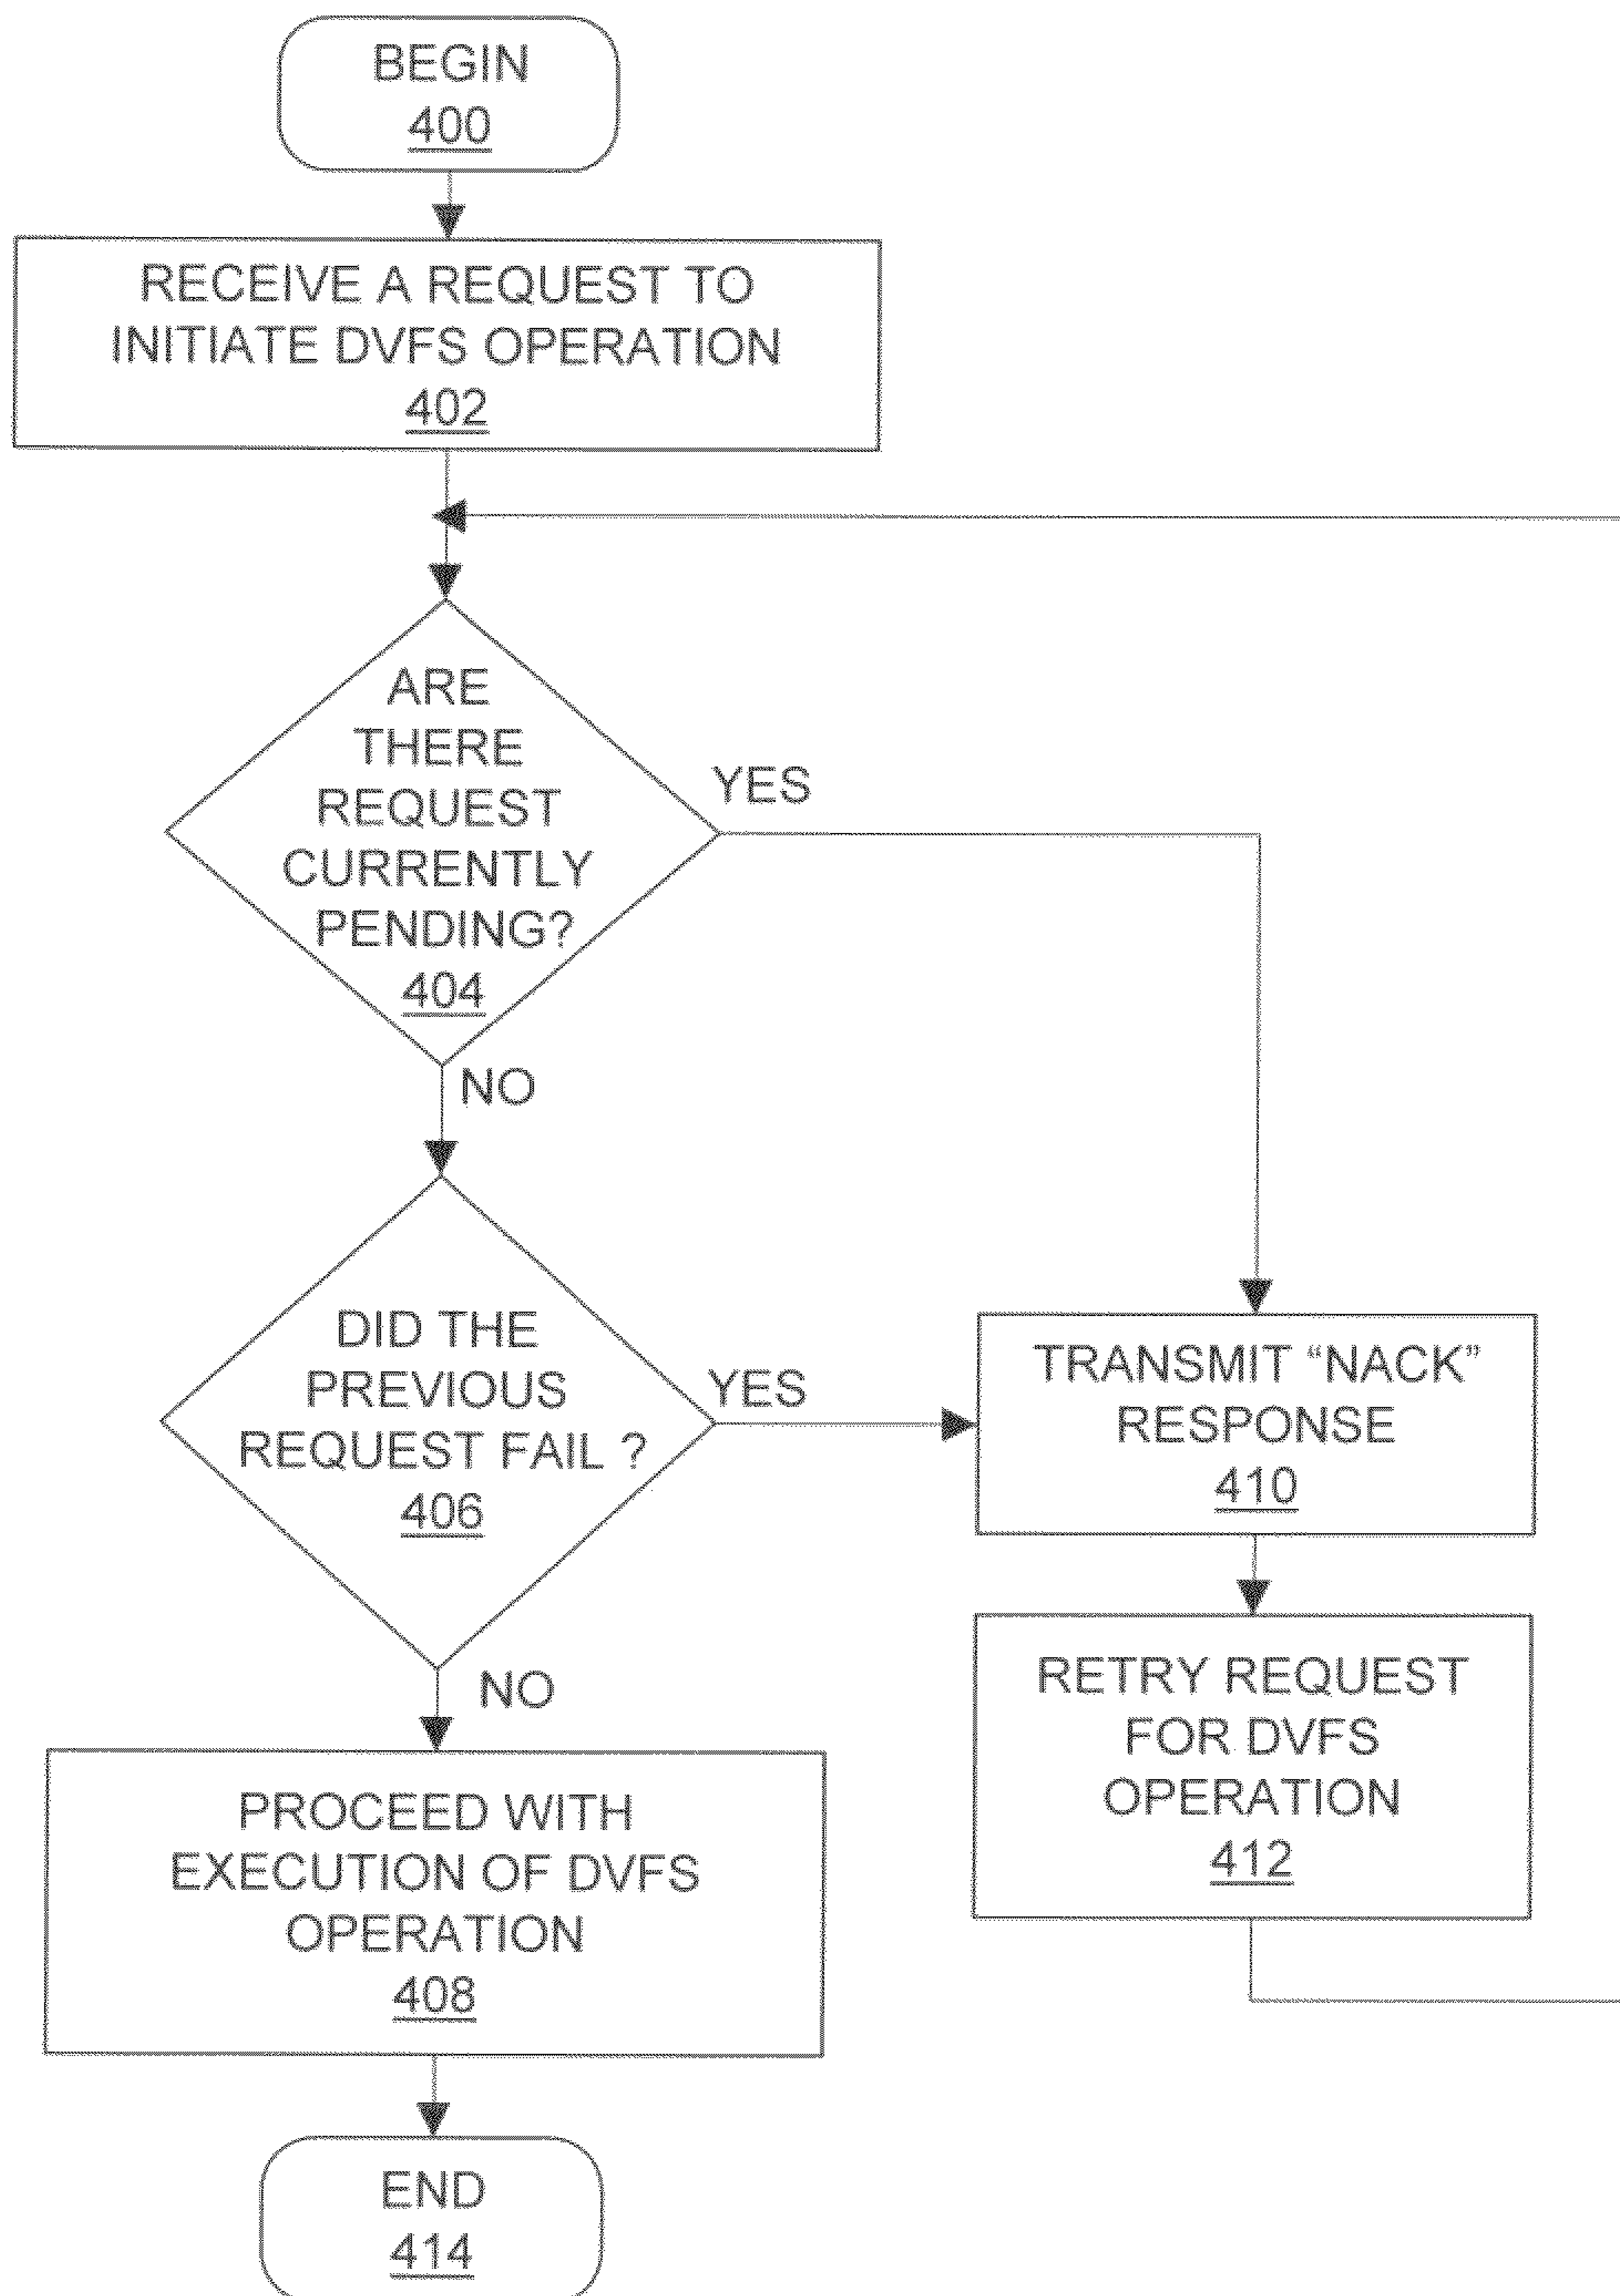 BEGIN
400
RECEIVE A REQUEST TO
INITIATE DVFS OPERATION
402
ARE
THERE
REQUEST
CURRENTLY
PENDING?
404
YES
NO
DID THE
PREVIOUS
REQUEST FAIL ?
406
YES
NO
TRANSMIT “NACK”
RESPONSE
410
RETRY REQUEST
FOR DVFS
OPERATION
412
PROCEED WITH
EXECUTION OF DVFS
OPERATION
408
END
414